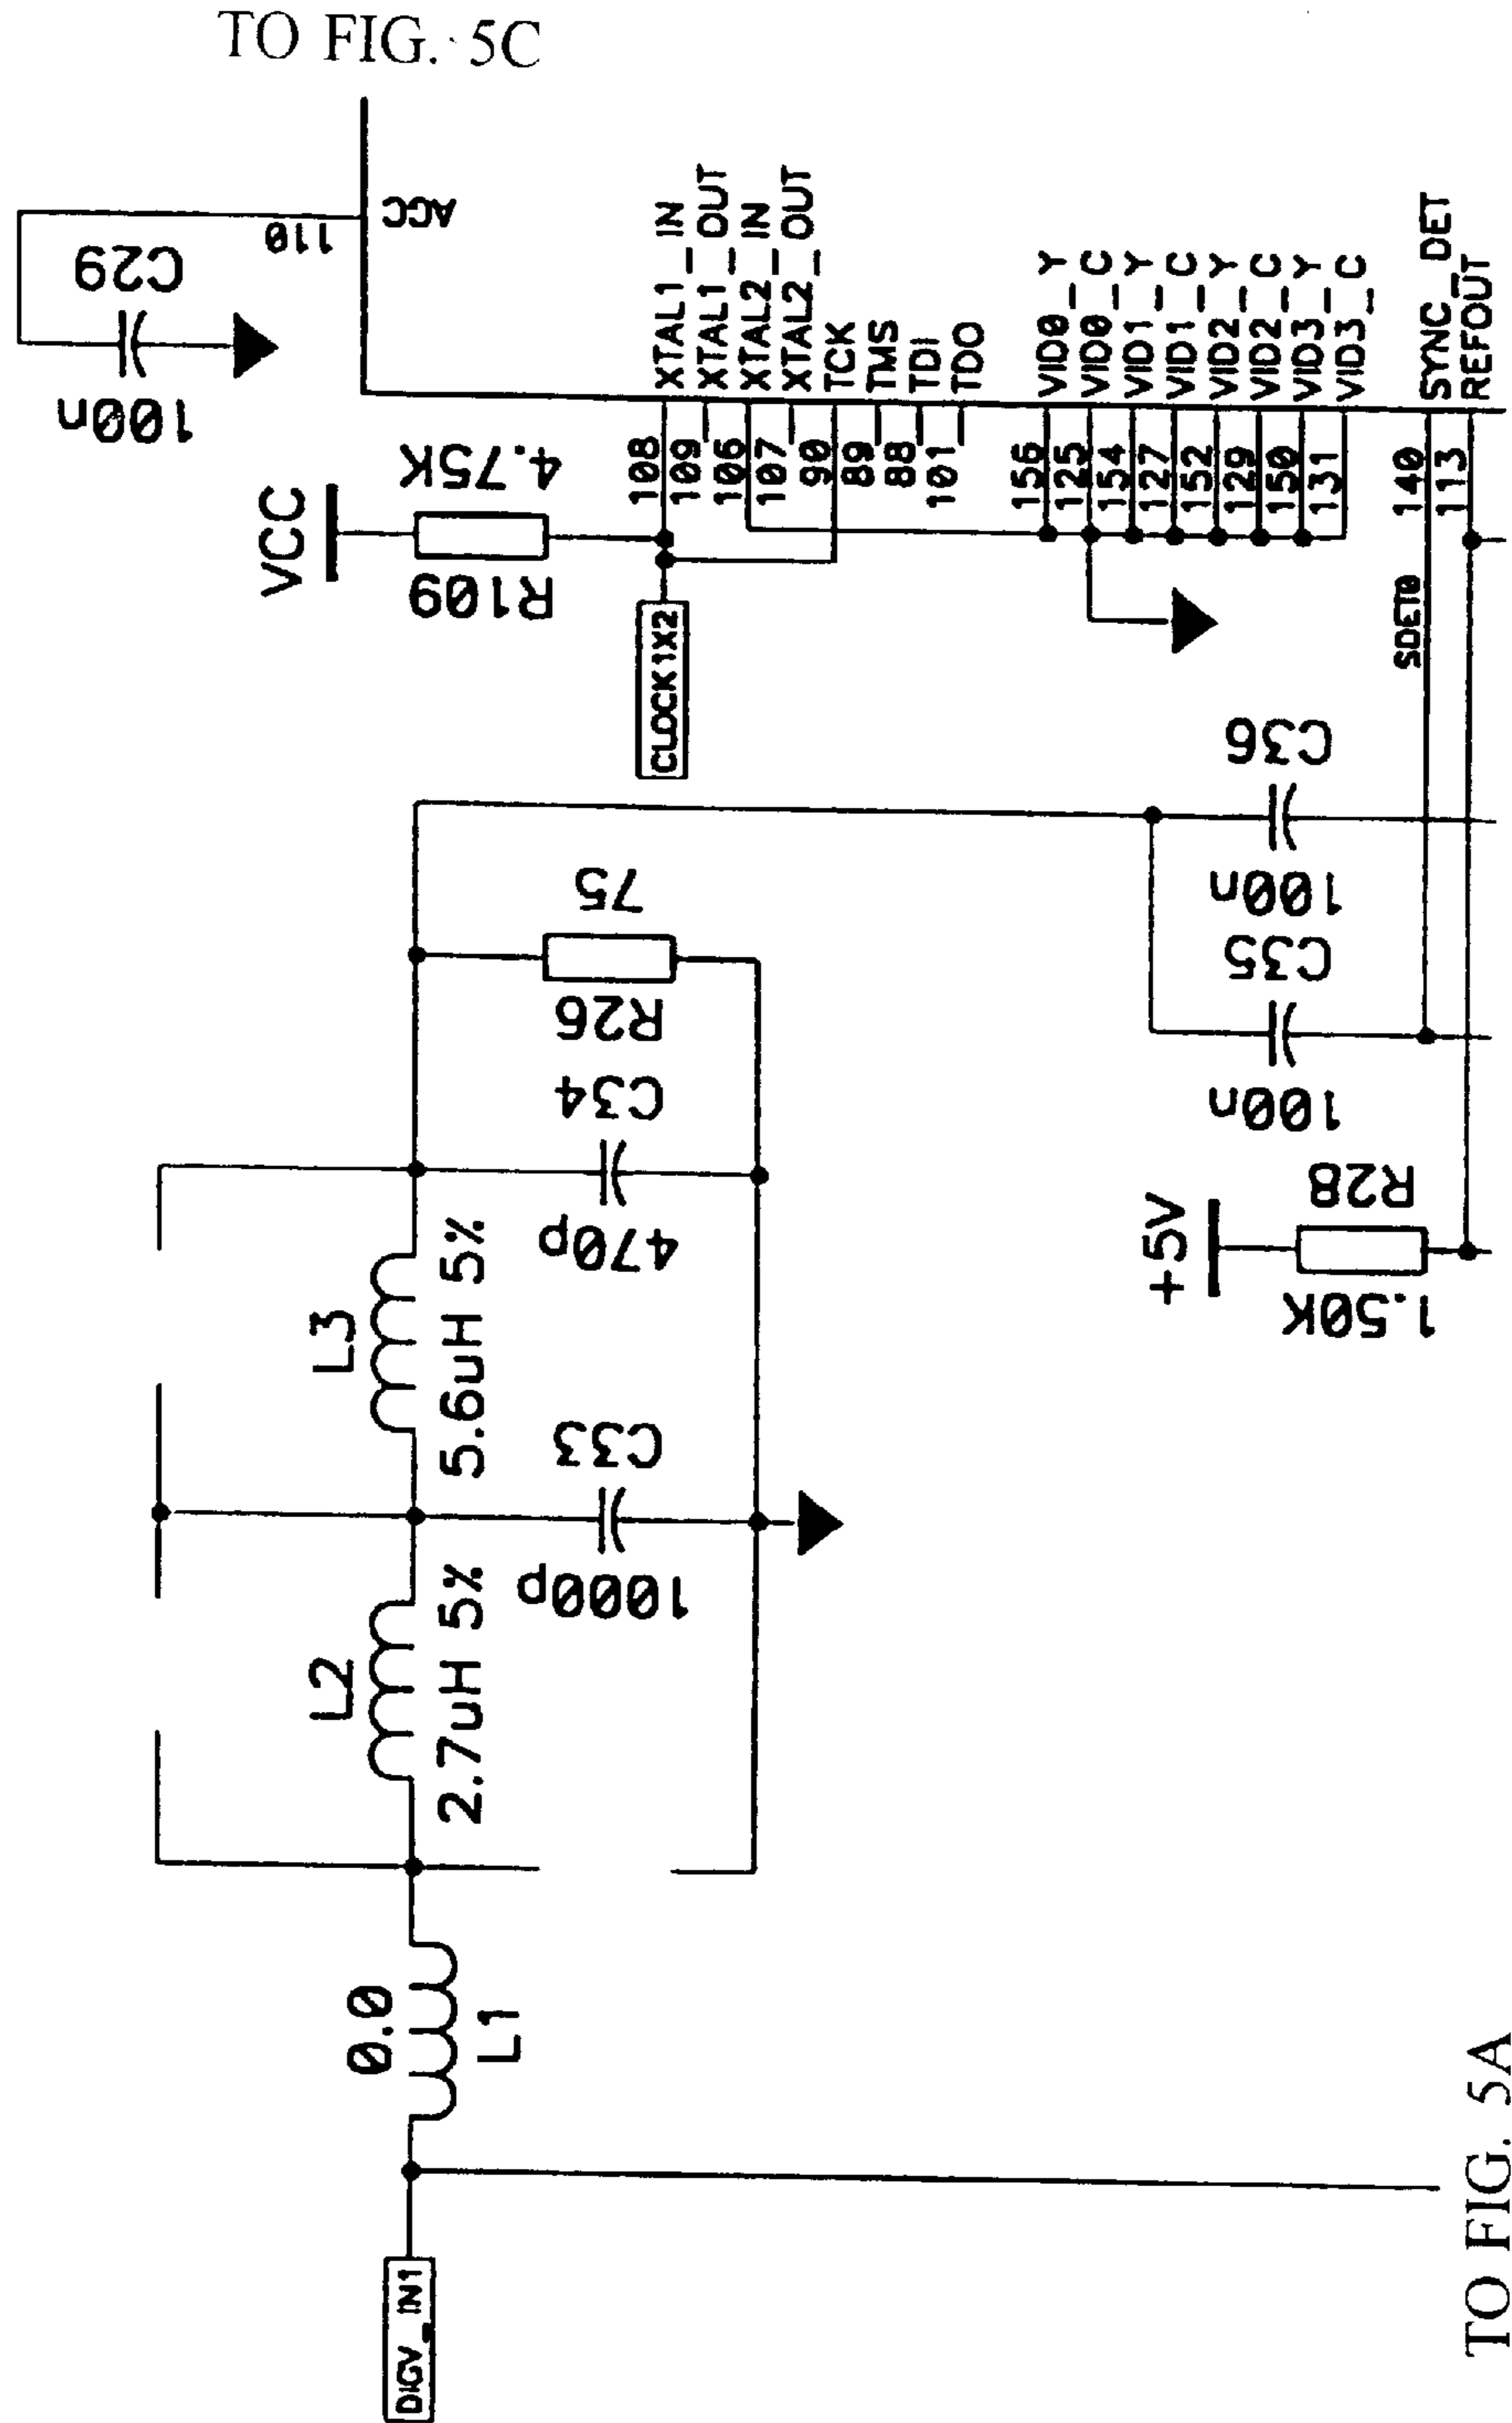 TO FIG. 5C
110
AGC
C29
100n
VCC
4.75K
R109
CLOCK1X2
108
XTAL1_IN
109
XTAL1_OUT
106
XTAL2_IN
107
XTAL2_OUT
90
TCK
89
TMS
88
TDI
101
TDO
156
VID0_Y
125
VID0_C
154
VID1_Y
127
VID1_C
152
VID2_Y
129
VID2_C
150
VID3_Y
131
VID3_C
SDET0
140
SYNC_DET
113
REFOUT
C36
100n
C35
100n
75
R26
C34
470p
L3
5.6uH 5%
C33
1000p
L2
2.7uH 5%
+5V
R28
1.50K
0.0
L1
DIGV_IN1
TO FIG. 5A